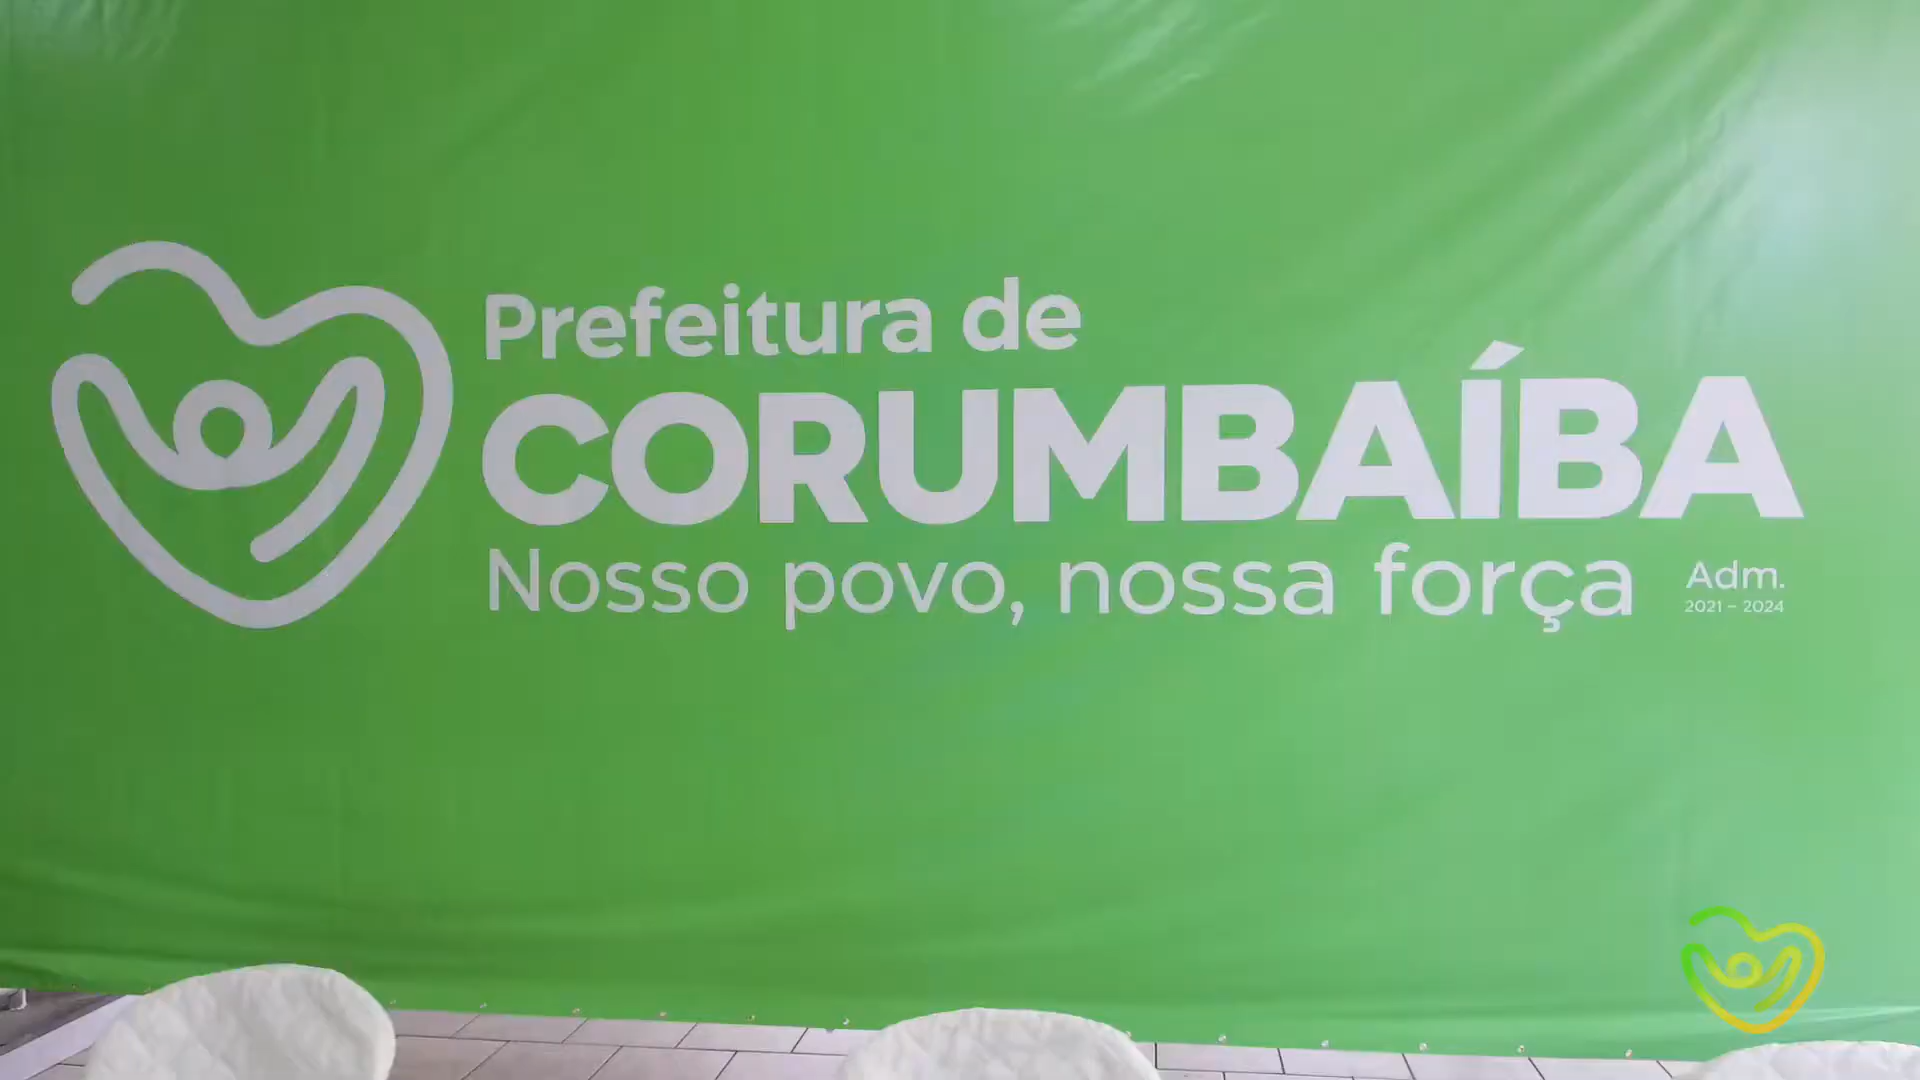 Prefeitura de
CORUMBAÍBA
Nosso povo, nossa força
Adm.
2021 - 2024